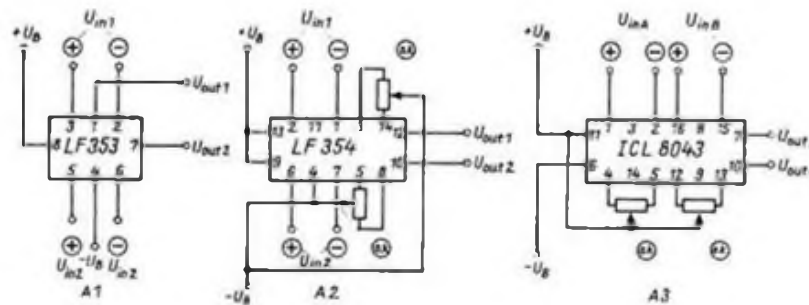 Uin1
+UB
3 1 2
Uout1
8 LF353 7
Uout2
5 4 6
Uin2 -UB Uin2
A1
Uin1
+UB
2 11 1 14
13 LF 354 12
Uout1
9 10
Uout2
6 4 7 5 8
Uin2
-UB
A2
UinA UinB
+UB
1 3 2 16 8 15
11 ICL 8043 7
Uout
6 10
Uout
4 14 5 12 9 13
-UB
A3